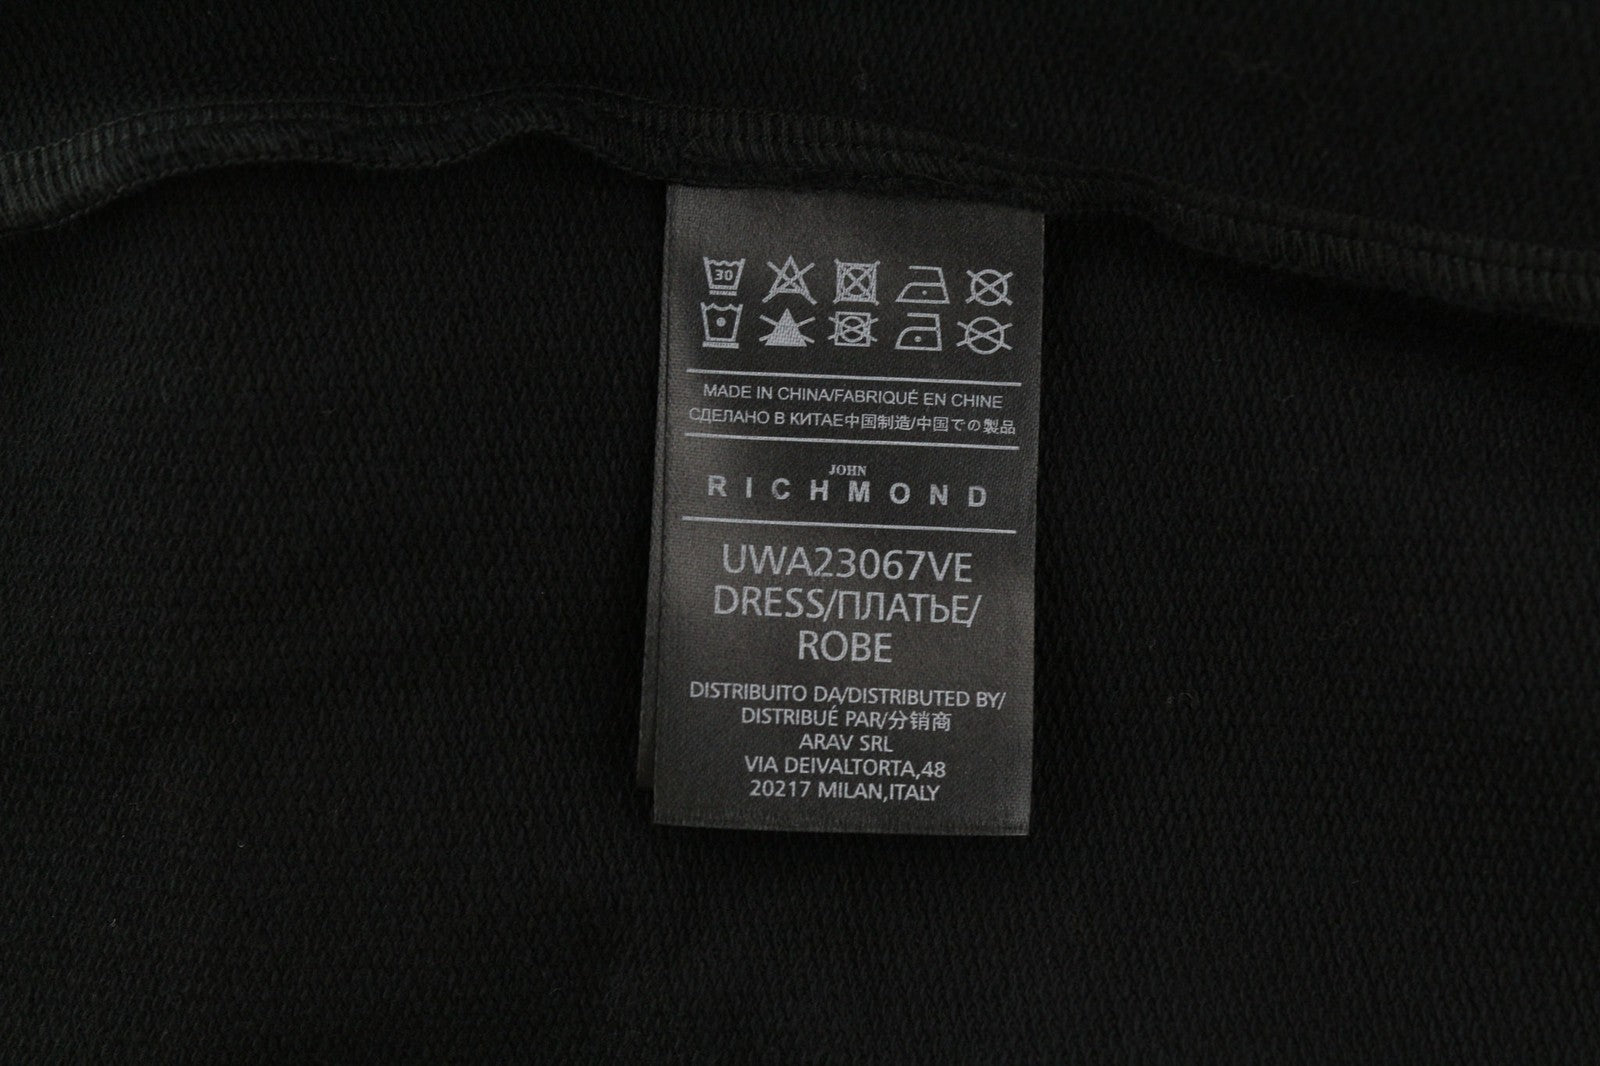 30
MADE IN CHINA/FABRIQUÉ EN CHINE
СДЕЛАНО В КИТАЕ中国制造/中国での製品
JOHN
RICHMOND
UWA23067VE
DRESS/ПЛАТЬЕ/
ROBE
DISTRIBUITO DA/DISTRIBUTED BY/
DISTRIBUÉ PAR/分销商
ARAV SRL
VIA DEIVALTORTA,48
20217 MILAN,ITALY